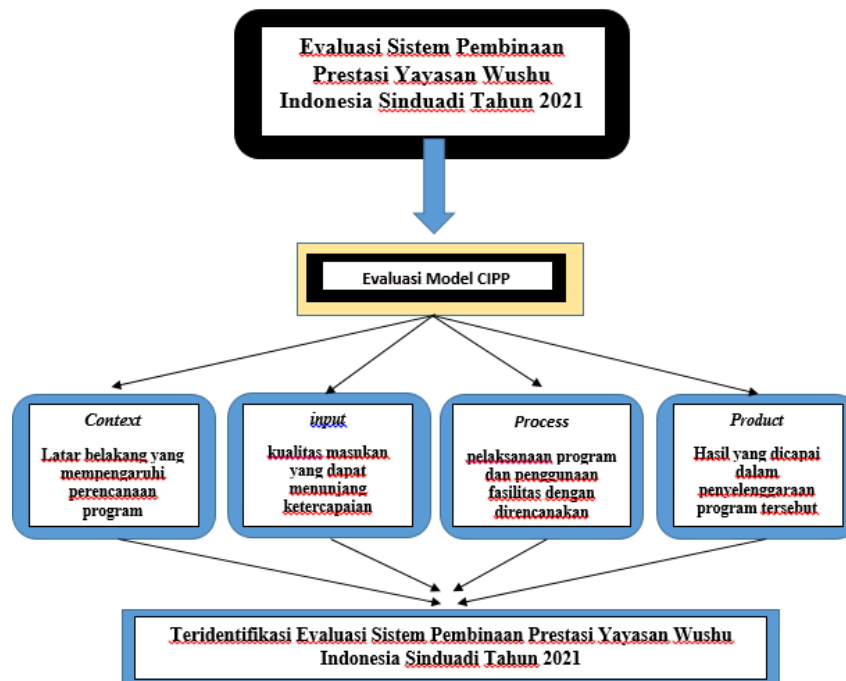 Evaluasi Sistem Pembinaan
Prestasi Yayasan Wushu
Indonesia Sinduadi Tahun 2021
Evaluasi Model CIPP
Context
Latar belakang yang
mempengaruhi
perencanaan
program
input
kualitas masukan
yang dapat
menunjang
ketercapaian
Process
pelaksanaan program
dan penggunaan
fasilitas dengan
direncanakan
Product
Hasil yang dicapai
dalam
penyelenggaraan
program tersebut
Teridentifikasi Evaluasi Sistem Pembinaan Prestasi Yayasan Wushu
Indonesia Sinduadi Tahun 2021